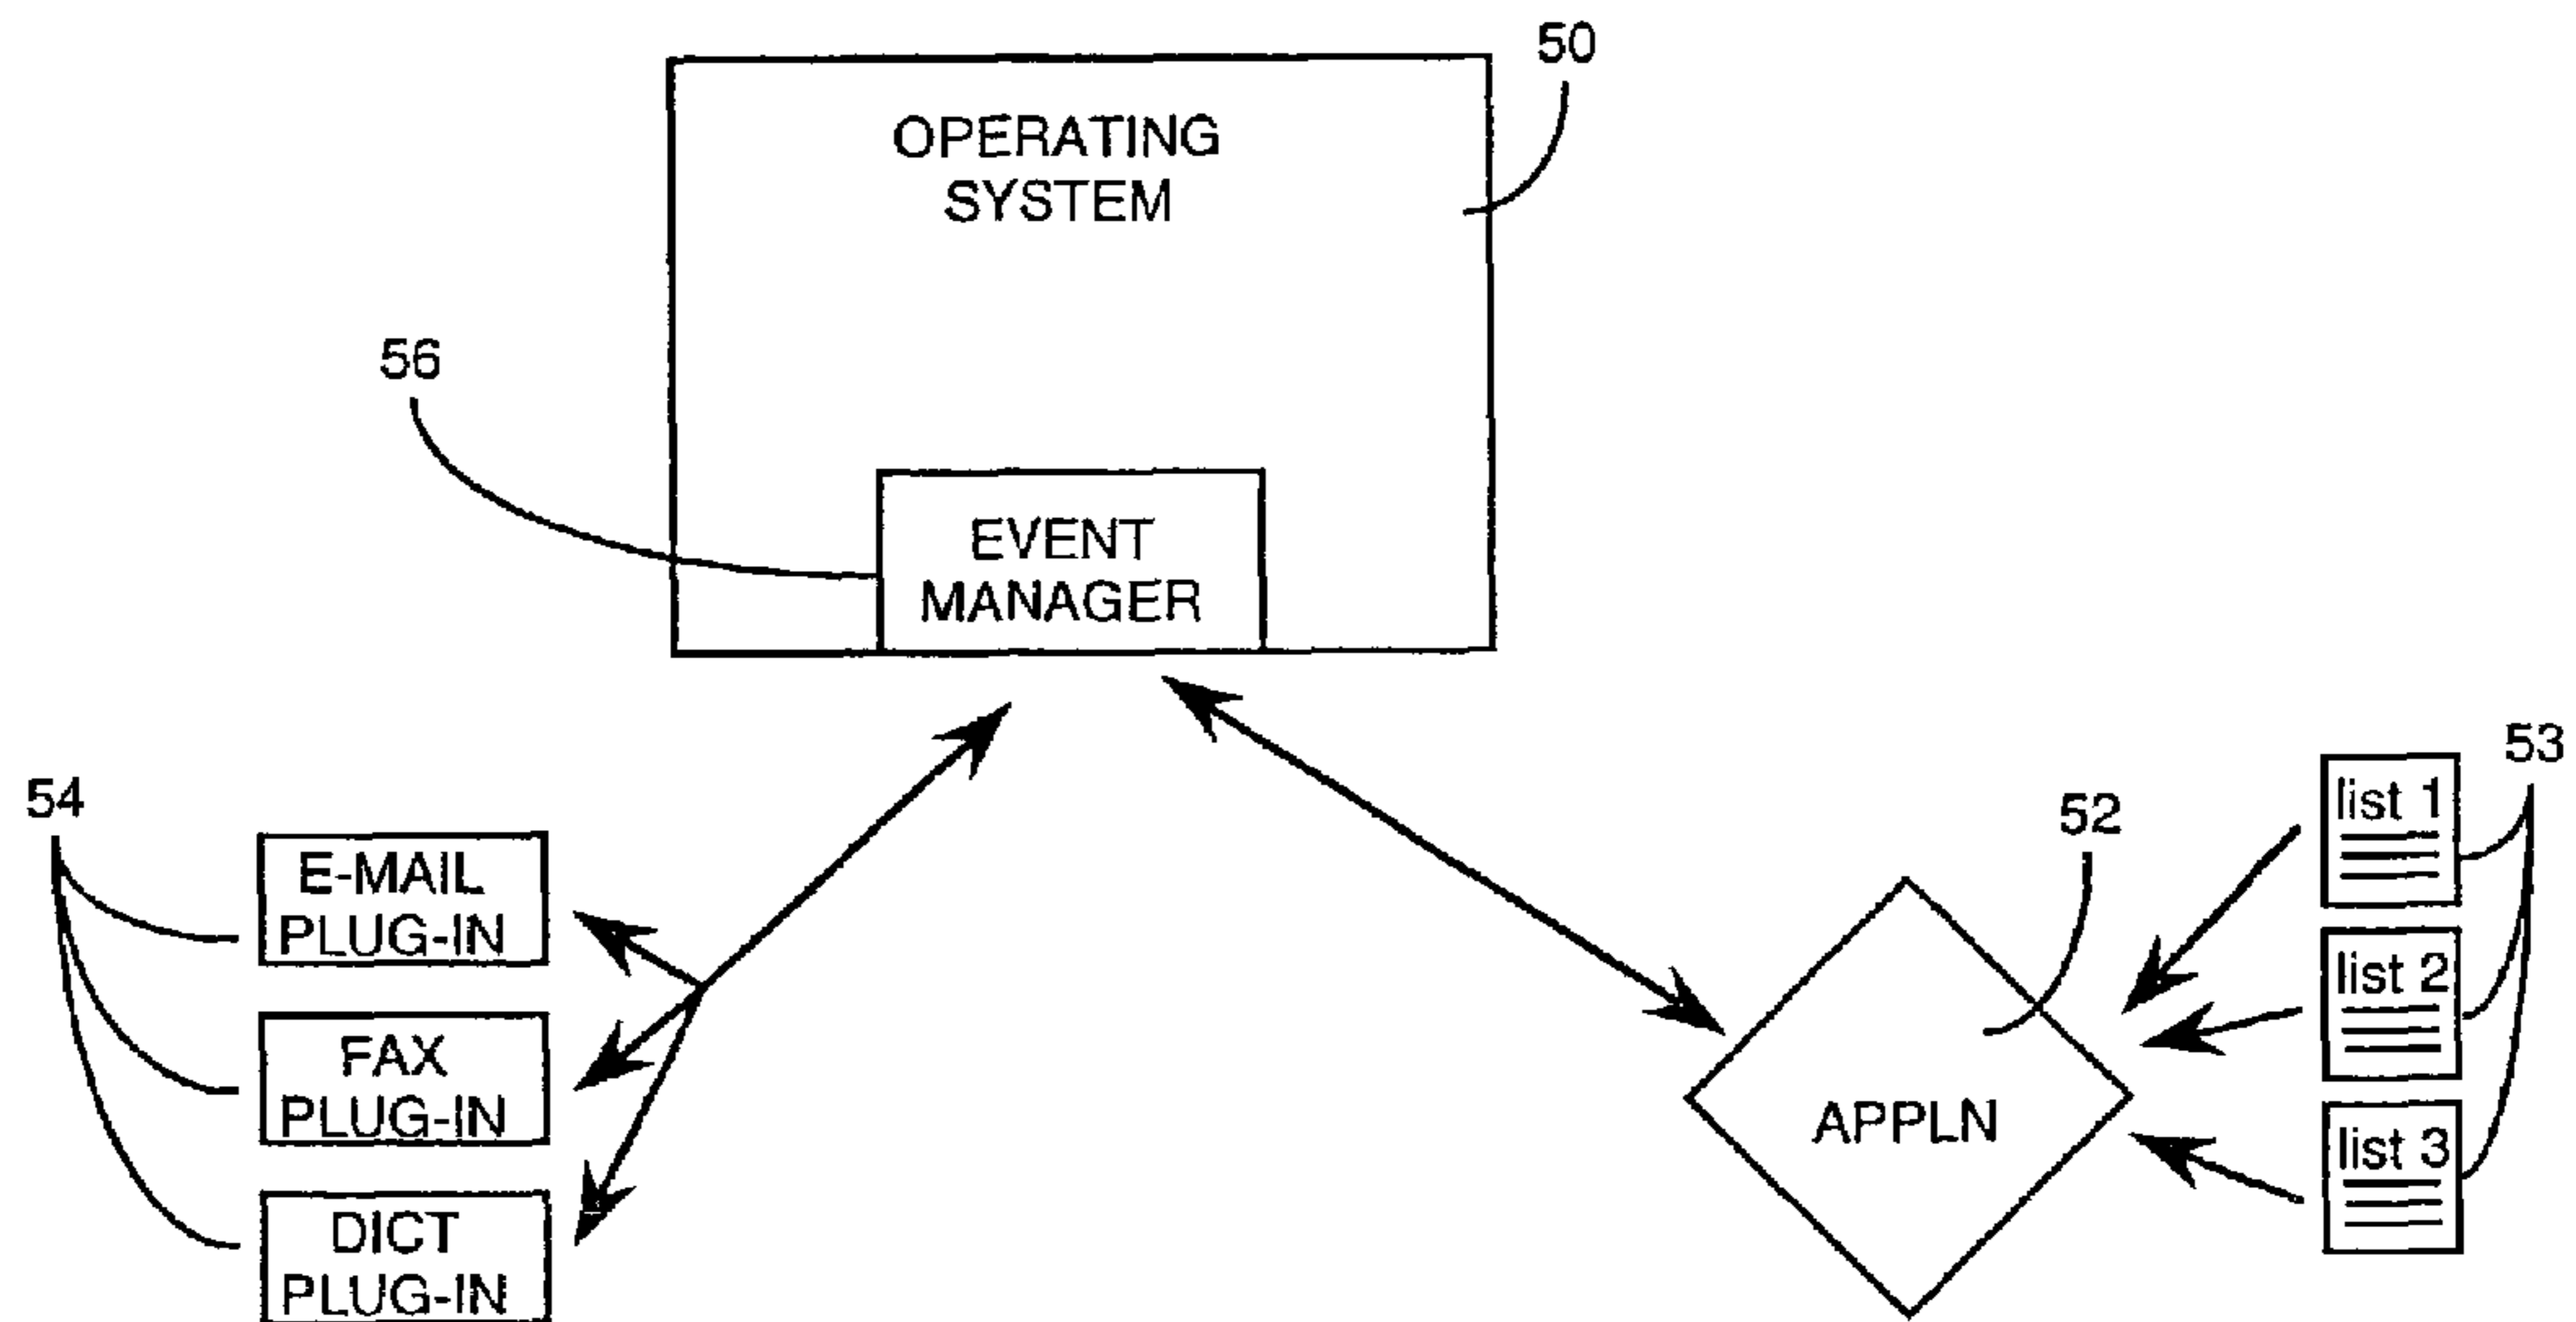 50
OPERATING
SYSTEM
56
EVENT
MANAGER
54
E-MAIL
PLUG-IN
FAX
PLUG-IN
DICT
PLUG-IN
52
APPLN
53
list 1
list 2
list 3